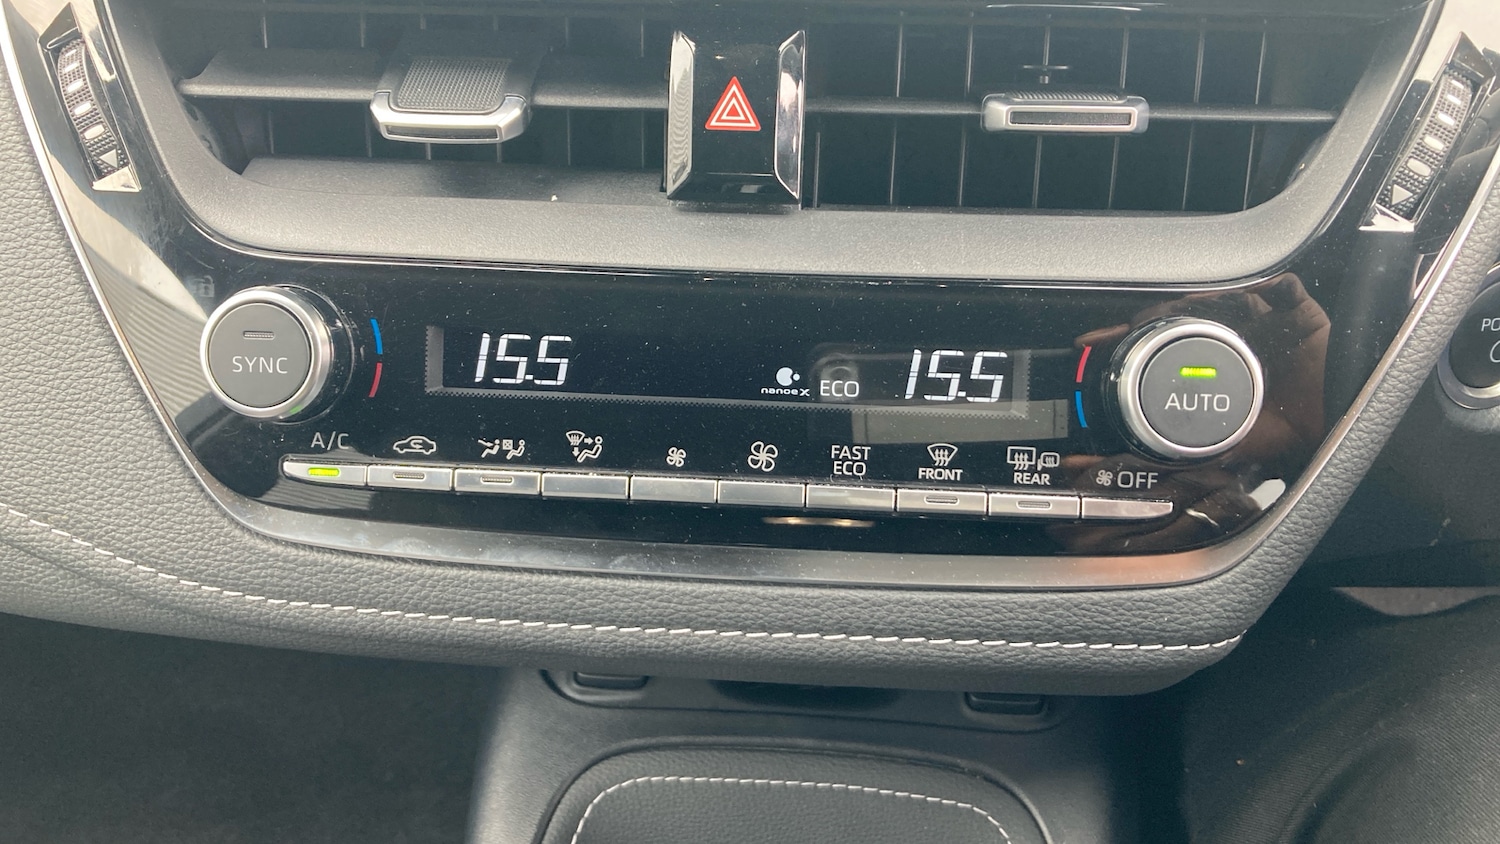 SYNC
15.5
nanoe X
ECO
15.5
AUTO
A/C
FAST
ECO
FRONT
REAR
OFF